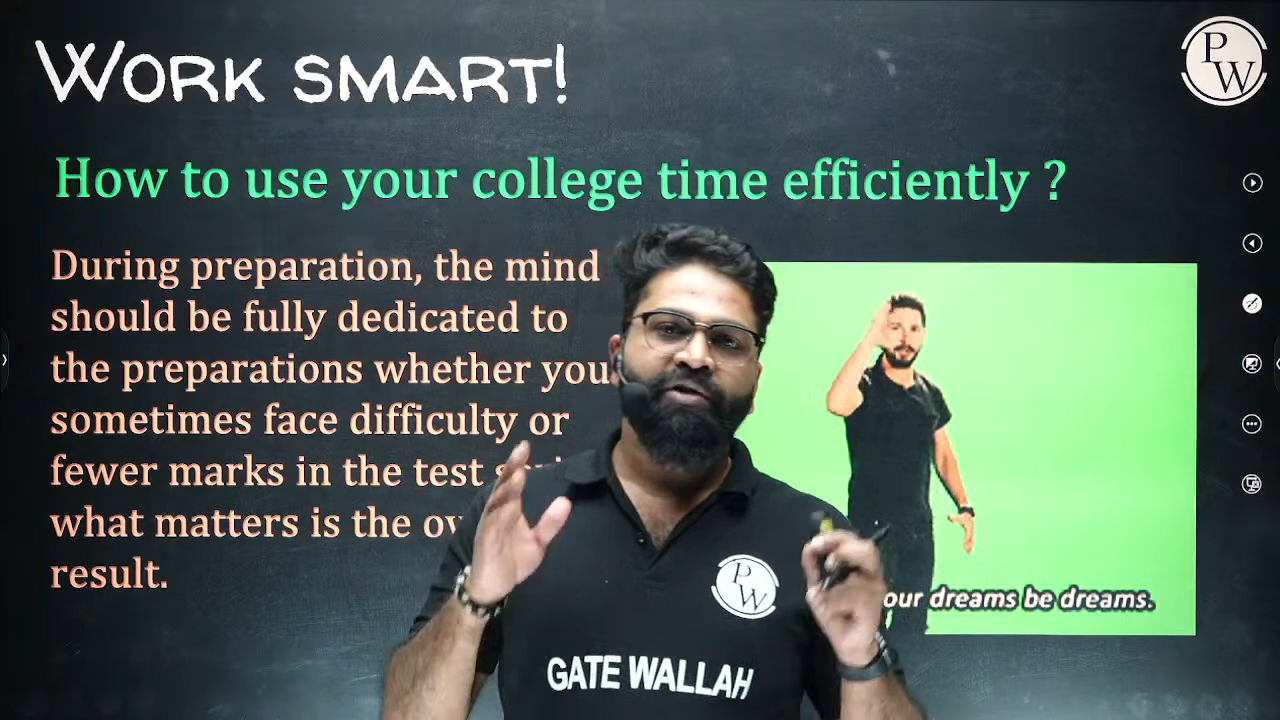 WORK SMART!
PW
How to use your college time efficiently ?
During preparation, the mind
should be fully dedicated to
the preparations whether you
sometimes face difficulty or
fewer marks in the test
what matters is the
result.
our dreams be dreams.
PW
GATE WALLAH